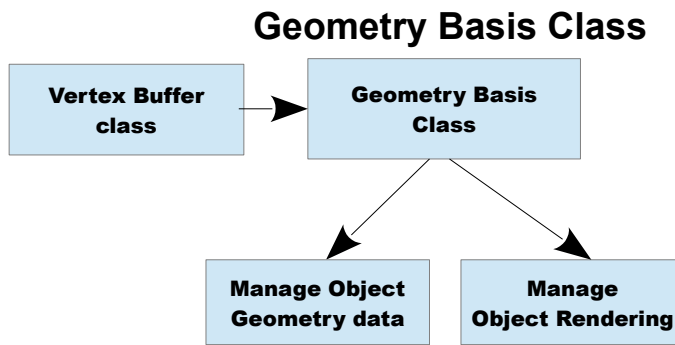 Geometry Basis Class
Vertex Buffer
class
Geometry Basis
Class
Manage Object
Geometry data
Manage
Object Rendering